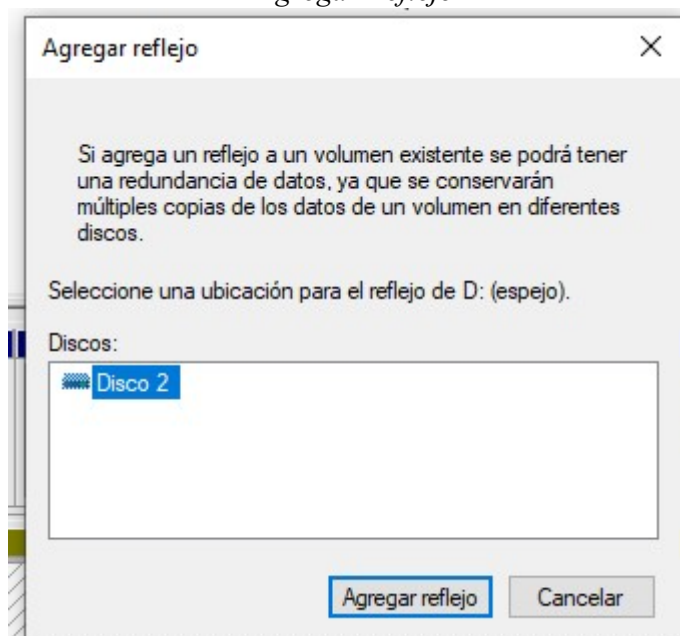 Agregar reflejo
Si agrega un reflejo a un volumen existente se podrá tener
una redundancia de datos, ya que se conservarán
múltiples copias de los datos de un volumen en diferentes
discos.
Seleccione una ubicación para el reflejo de D: (espejo).
Discos:
Disco 2
Agregar reflejo
Cancelar